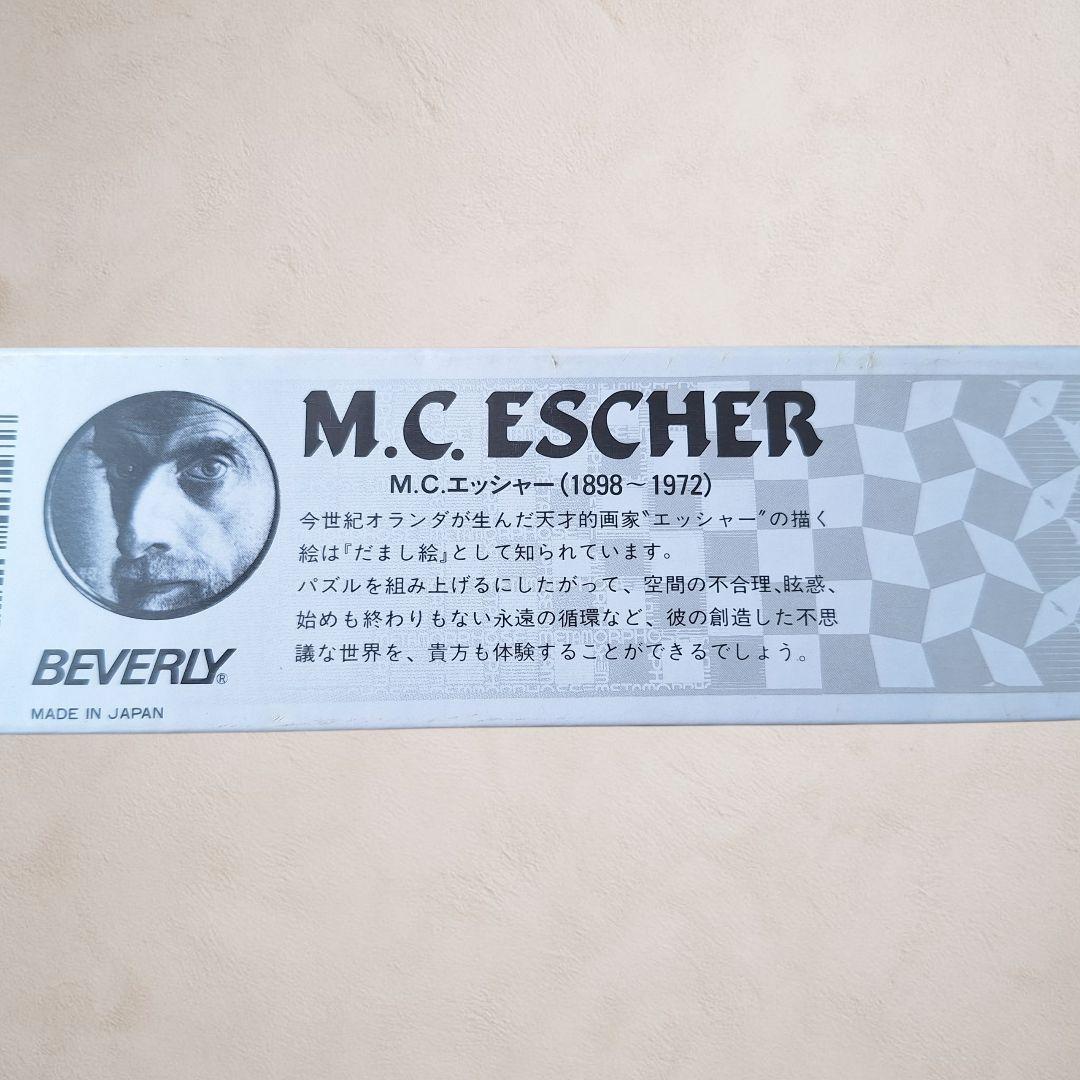 M.C. ESCHER
M.C.エッシャー(1898〜1972)
今世紀オランダが生んだ天才的画家〝エッシャー〟の描く
絵は『だまし絵』として知られています。
パズルを組み上げるにしたがって、空間の不合理、眩惑、
始めも終わりもない永遠の循環など、彼の創造した不思
議な世界を、貴方も体験することができるでしょう。
BEVERLY®
MADE IN JAPAN